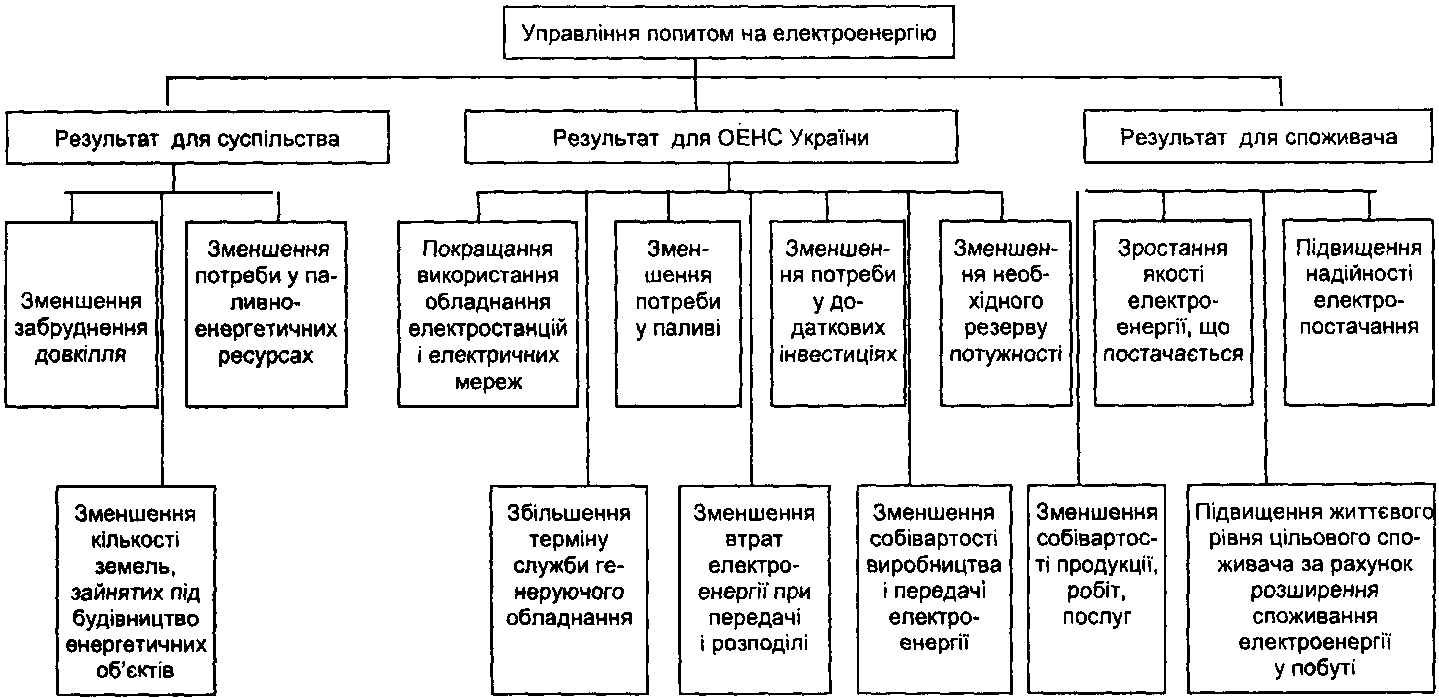 Управління попитом на електроенергію
Результат для суспільства
Результат для ОЕНС України
Результат для споживача
Зменшення
забруднення
довкілля
Зменшення
потреби у па-
ливно-
енергетичних
ресурсах
Покращання
використання
обладнання
електростанцій
і електричних
мереж
Змен-
шення
потреби
у паливі
Зменшен-
ня потреби
у до-
даткових
інвестиціях
Зменшен-
ня необ-
хідного
резерву
потужності
Зростання
якості
електро-
енергії, що
постачається
Підвищення
надійності
електро-
постачання
Зменшення
кількості
земель,
зайнятих під
будівництво
енергетичних
об'єктів
Збільшення
терміну
служби ге-
неруючого
обладнання
Зменшення
втрат
електро-
енергії при
передачі
і розподілі
Зменшення
собівартості
виробництва
і передачі
електро-
енергії
Зменшення
собівартос-
ті продукції,
робіт,
послуг
Підвищення життєвого
рівня цільового спо-
живача за рахунок
розширення
споживання
електроенергії
у побуті